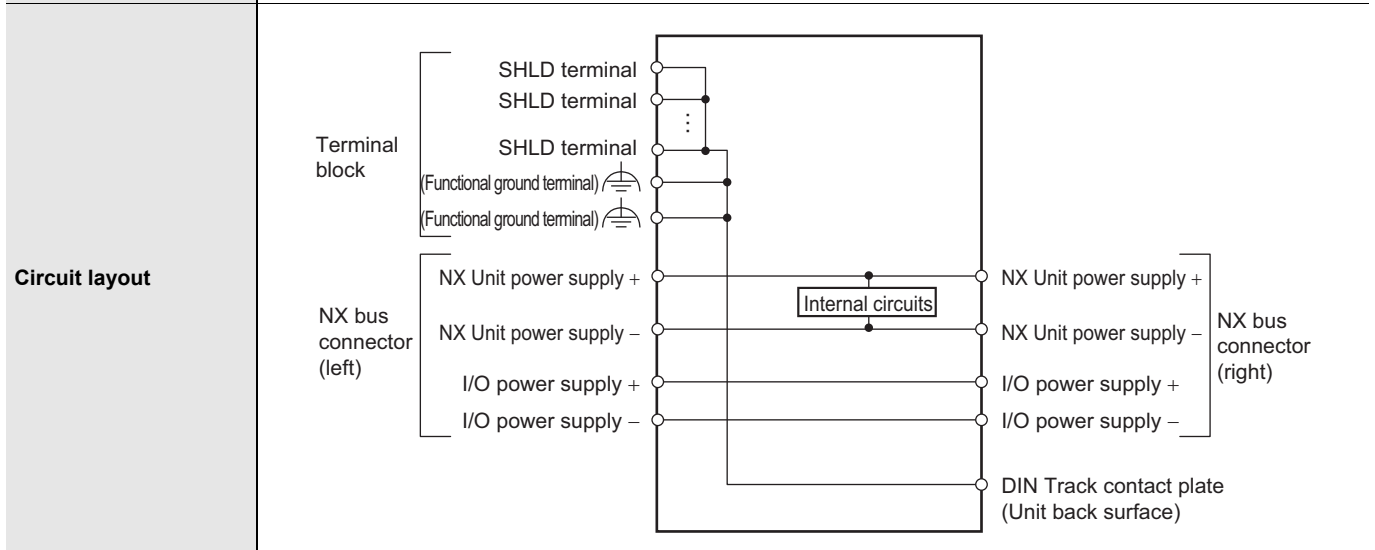 Circuit layout
Terminal
block
SHLD terminal
SHLD terminal
⋮
SHLD terminal
(Functional ground terminal)
(Functional ground terminal)
NX bus
connector
(left)
NX Unit power supply +
NX Unit power supply −
I/O power supply +
I/O power supply −
Internal circuits
NX Unit power supply +
NX Unit power supply −
I/O power supply +
I/O power supply −
NX bus
connector
(right)
DIN Track contact plate
(Unit back surface)